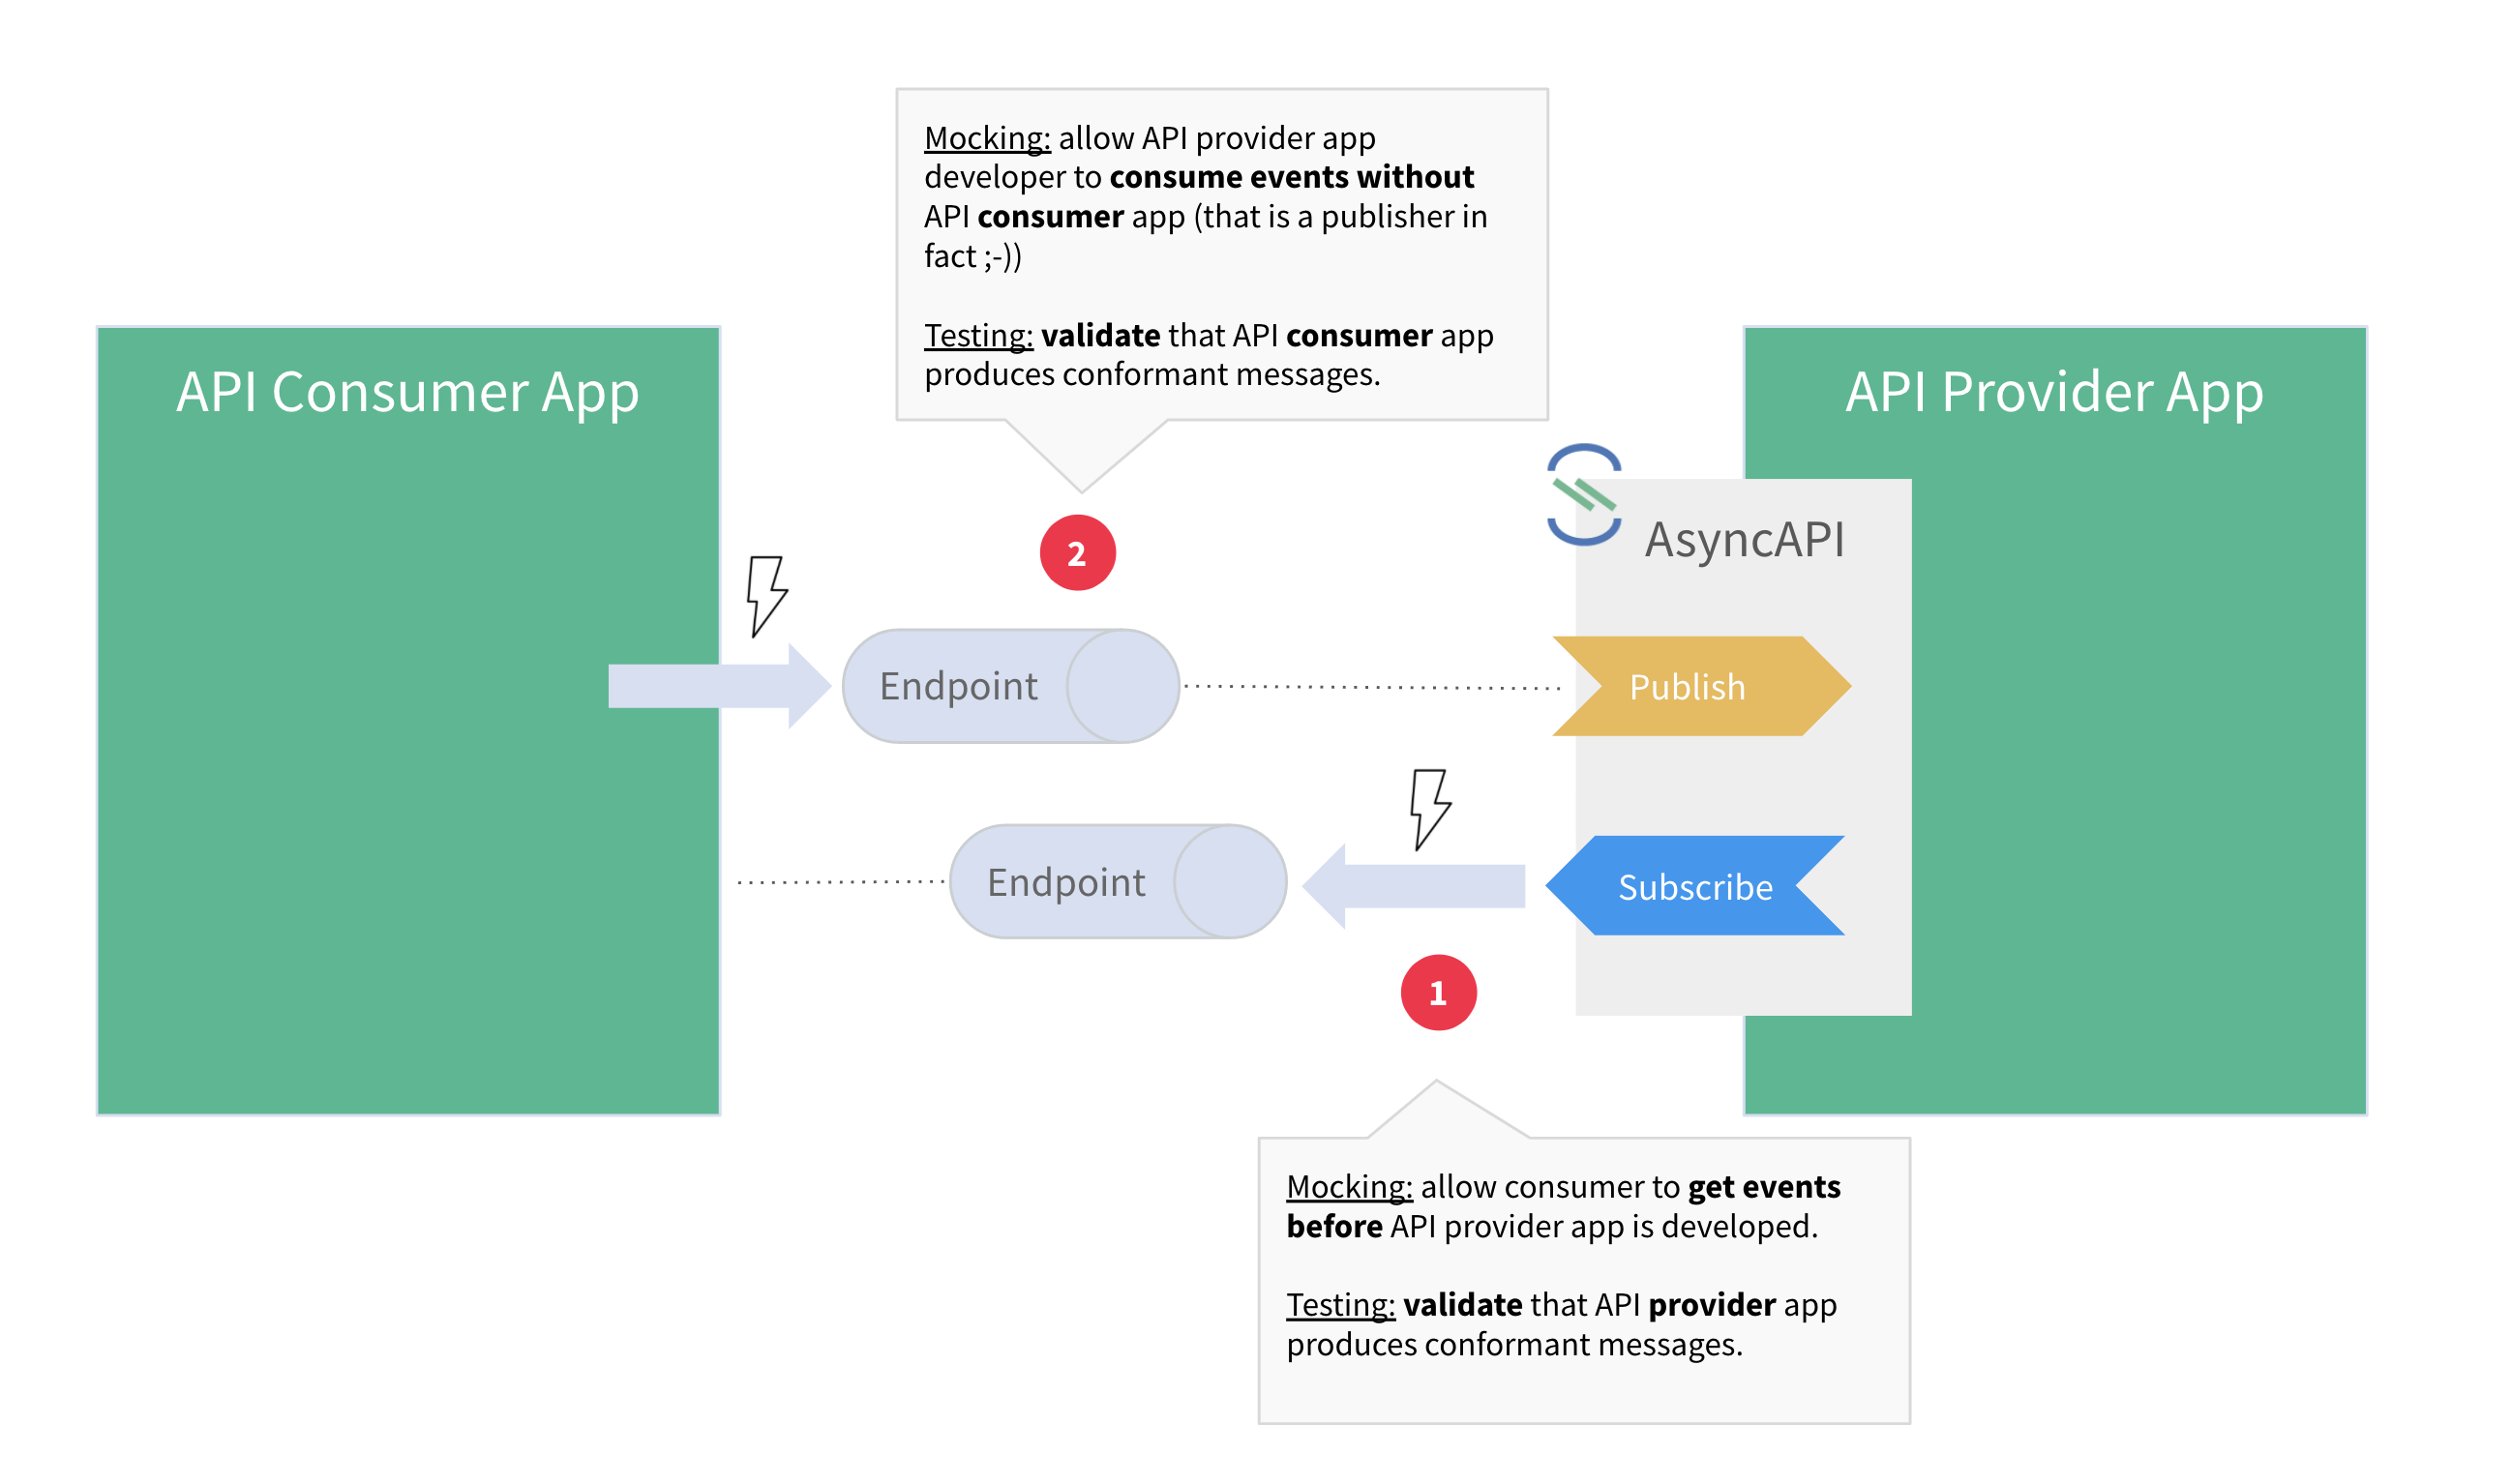 Mocking: allow API provider app
developer to consume events without
API consumer app (that is a publisher in
fact ;-))
Testing: validate that API consumer app
produces conformant messages.
API Consumer App
API Provider App
AsyncAPI
2
Endpoint
Publish
Endpoint
Subscribe
1
Mocking: allow consumer to get events
before API provider app is developed.
Testing: validate that API provider app
produces conformant messages.